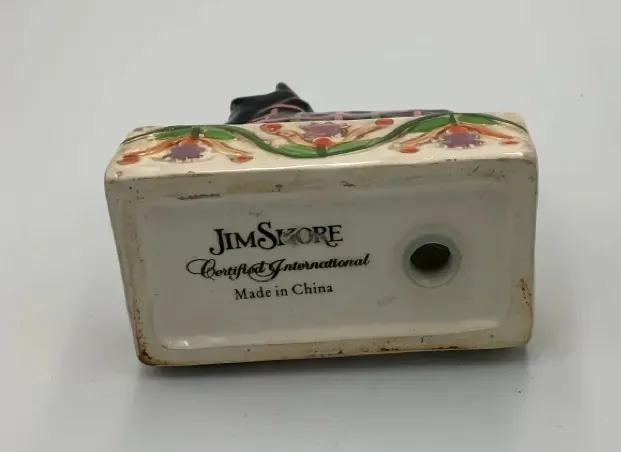 JIM SHORE
Certified International
Made in China